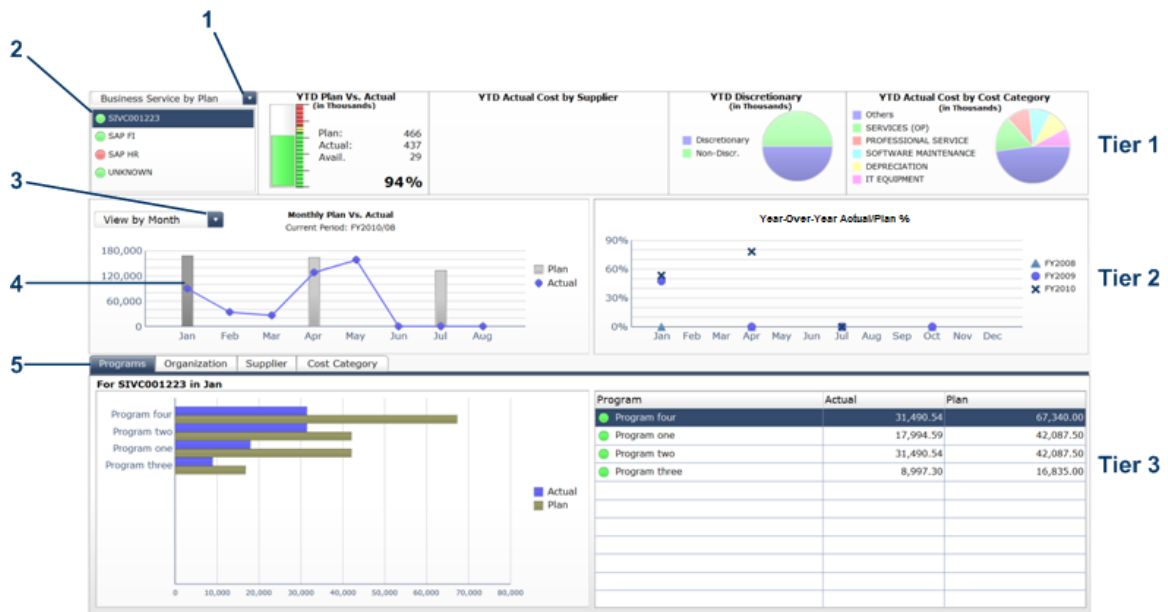 1
2
Business Service by Plan
SIVC001223
SAP FI
SAP HR
UNKNOWN
YTD Plan Vs. Actual
(in Thousands)
Plan: 466
Actual: 437
Avail. 29
94%
YTD Actual Cost by Supplier
YTD Discretionary
(in Thousands)
Discretionary
Non-Discr.
YTD Actual Cost by Cost Category
(in Thousands)
Others
SERVICES (OP)
PROFESSIONAL SERVICE
SOFTWARE MAINTENANCE
DEPRECIATION
IT EQUIPMENT
Tier 1
3
View by Month
Monthly Plan Vs. Actual
Current Period: FY2010/08
180,000
120,000
60,000
0
Jan Feb Mar Apr May Jun Jul Aug
Plan
Actual
4
Year-Over-Year Actual/Plan %
90%
60%
30%
0%
Jan Feb Mar Apr May Jun Jul Aug Sep Oct Nov Dec
FY2008
FY2009
FY2010
Tier 2
5
Programs Organization Supplier Cost Category
For SIVC001223 in Jan
Program four
Program two
Program one
Program three
0 10,000 20,000 30,000 40,000 50,000 60,000 70,000 80,000
Actual
Plan
Program Actual Plan
Program four 31,490.54 67,340.00
Program one 17,994.59 42,087.50
Program two 31,490.54 42,087.50
Program three 8,997.30 16,835.00
Tier 3